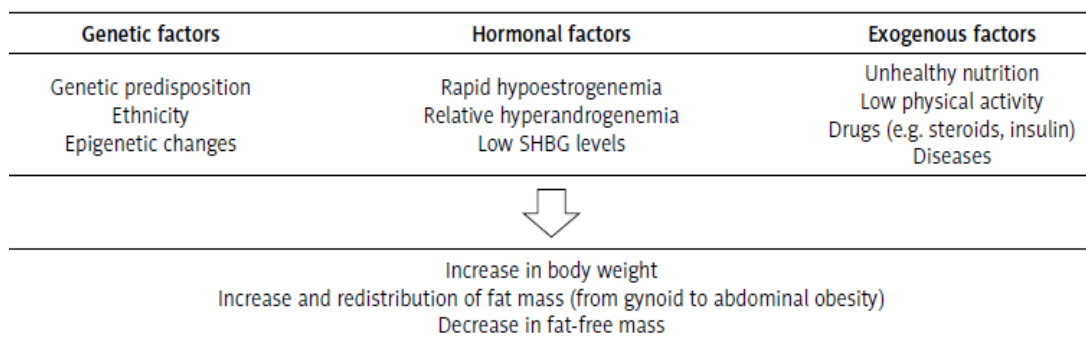 Genetic factors Hormonal factors Exogenous factors
Genetic predisposition
Ethnicity
Epigenetic changes
Rapid hypoestrogenemia
Relative hyperandrogenemia
Low SHBG levels
Unhealthy nutrition
Low physical activity
Drugs (e.g. steroids, insulin)
Diseases
Increase in body weight
Increase and redistribution of fat mass (from gynoid to abdominal obesity)
Decrease in fat-free mass